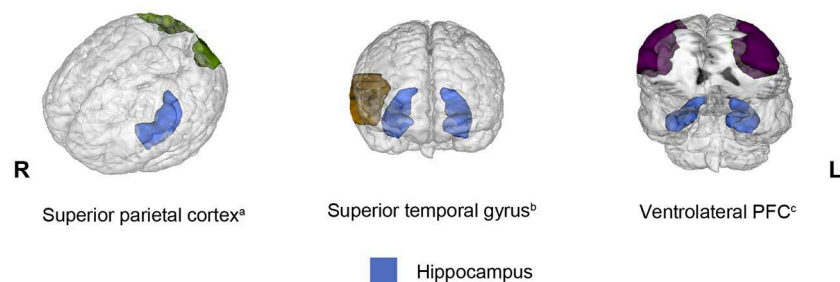 R
L
Superior parietal cortexᵃ
Superior temporal gyrusᵇ
Ventrolateral PFCᶜ
Hippocampus